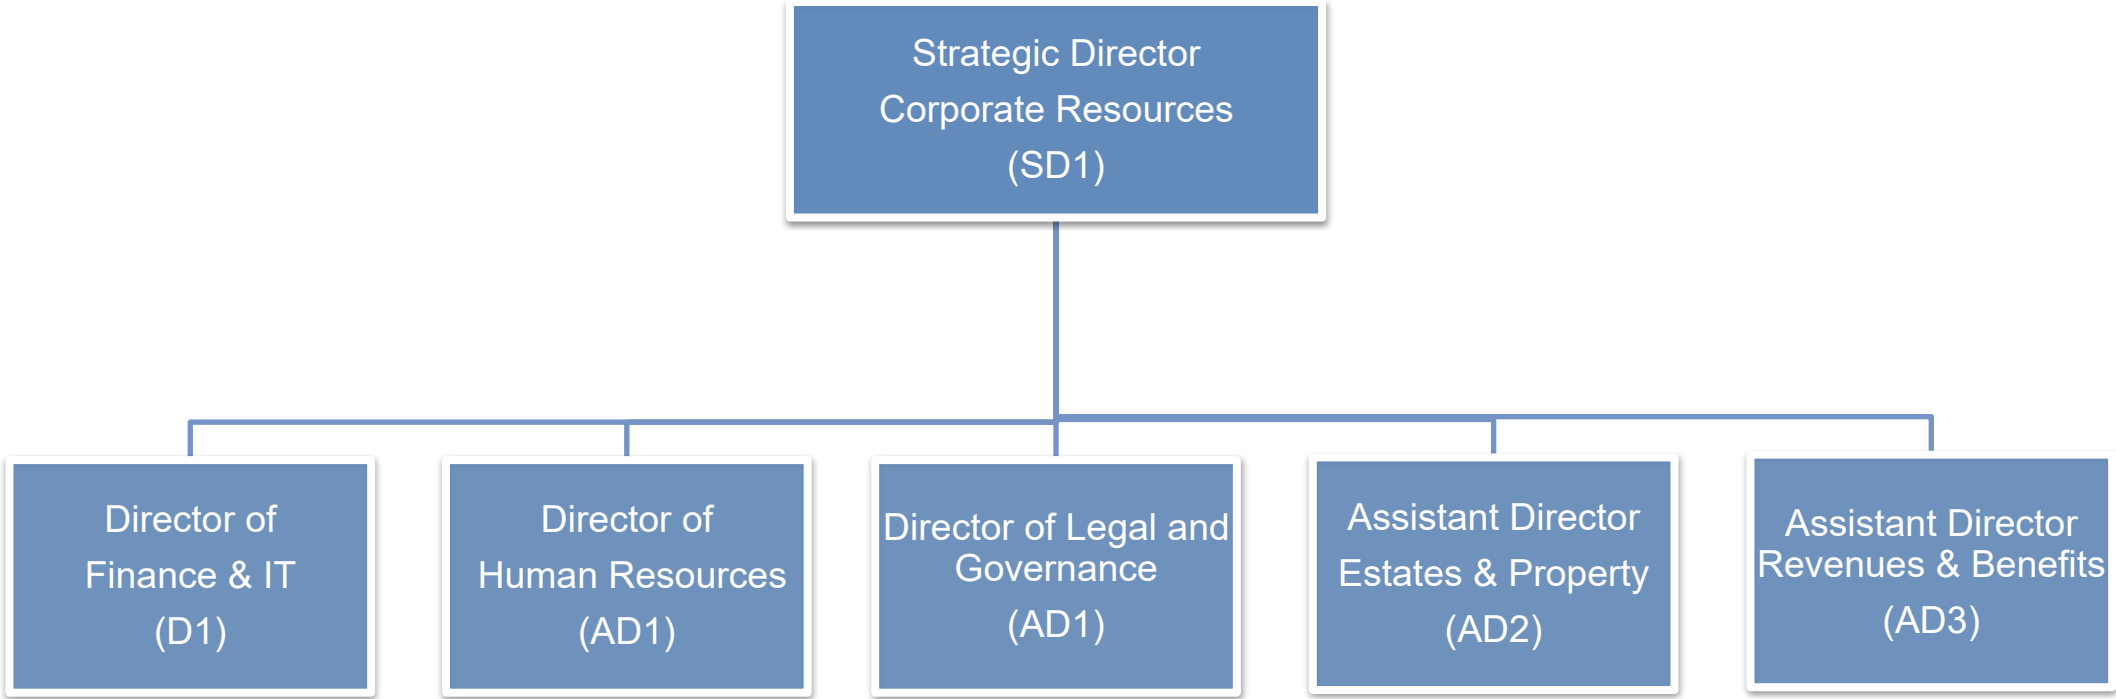 Strategic Director
Corporate Resources
(SD1)
Director of
Finance & IT
(D1)
Director of
Human Resources
(AD1)
Director of Legal and
Governance
(AD1)
Assistant Director
Estates & Property
(AD2)
Assistant Director
Revenues & Benefits
(AD3)